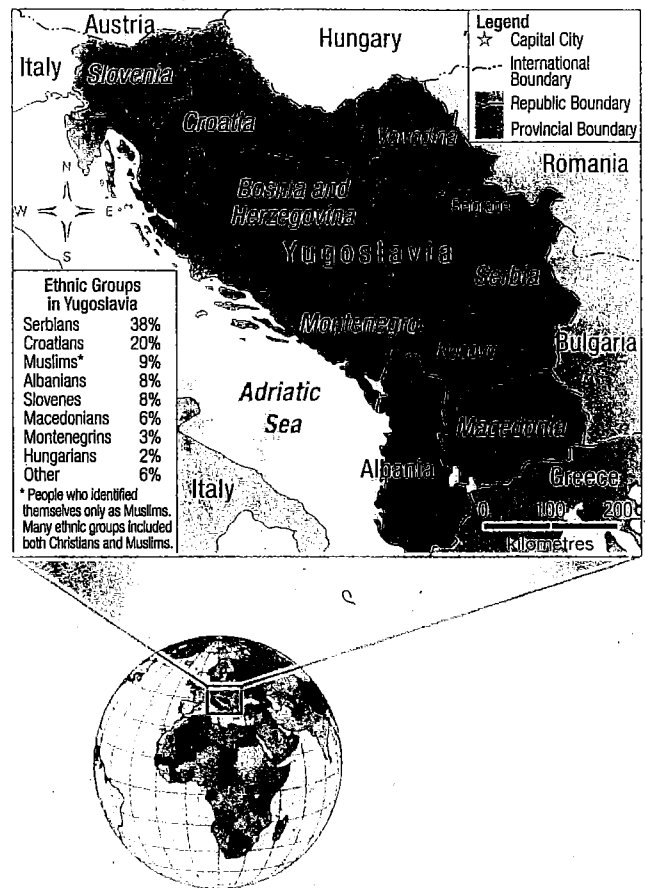 Austria
Hungary
Italy
Slovenia
Croatia
Vojvodina
Romania
Bosnia and
Herzegovina
Belgrade
Yugoslavia
Serbia
Montenegro
Kosovo
Bulgaria
Adriatic
Sea
Macedonia
Albania
Greece
Italy
N
W
E
S
Legend
Capital City
International
Boundary
Republic Boundary
Provincial Boundary
Ethnic Groups
in Yugoslavia
Serbians 38%
Croatians 20%
Muslims* 9%
Albanians 8%
Slovenes 8%
Macedonians 6%
Montenegrins 3%
Hungarians 2%
Other 6%
* People who identified
themselves only as Muslims.
Many ethnic groups included
both Christians and Muslims.
0 100 200
Kilometres